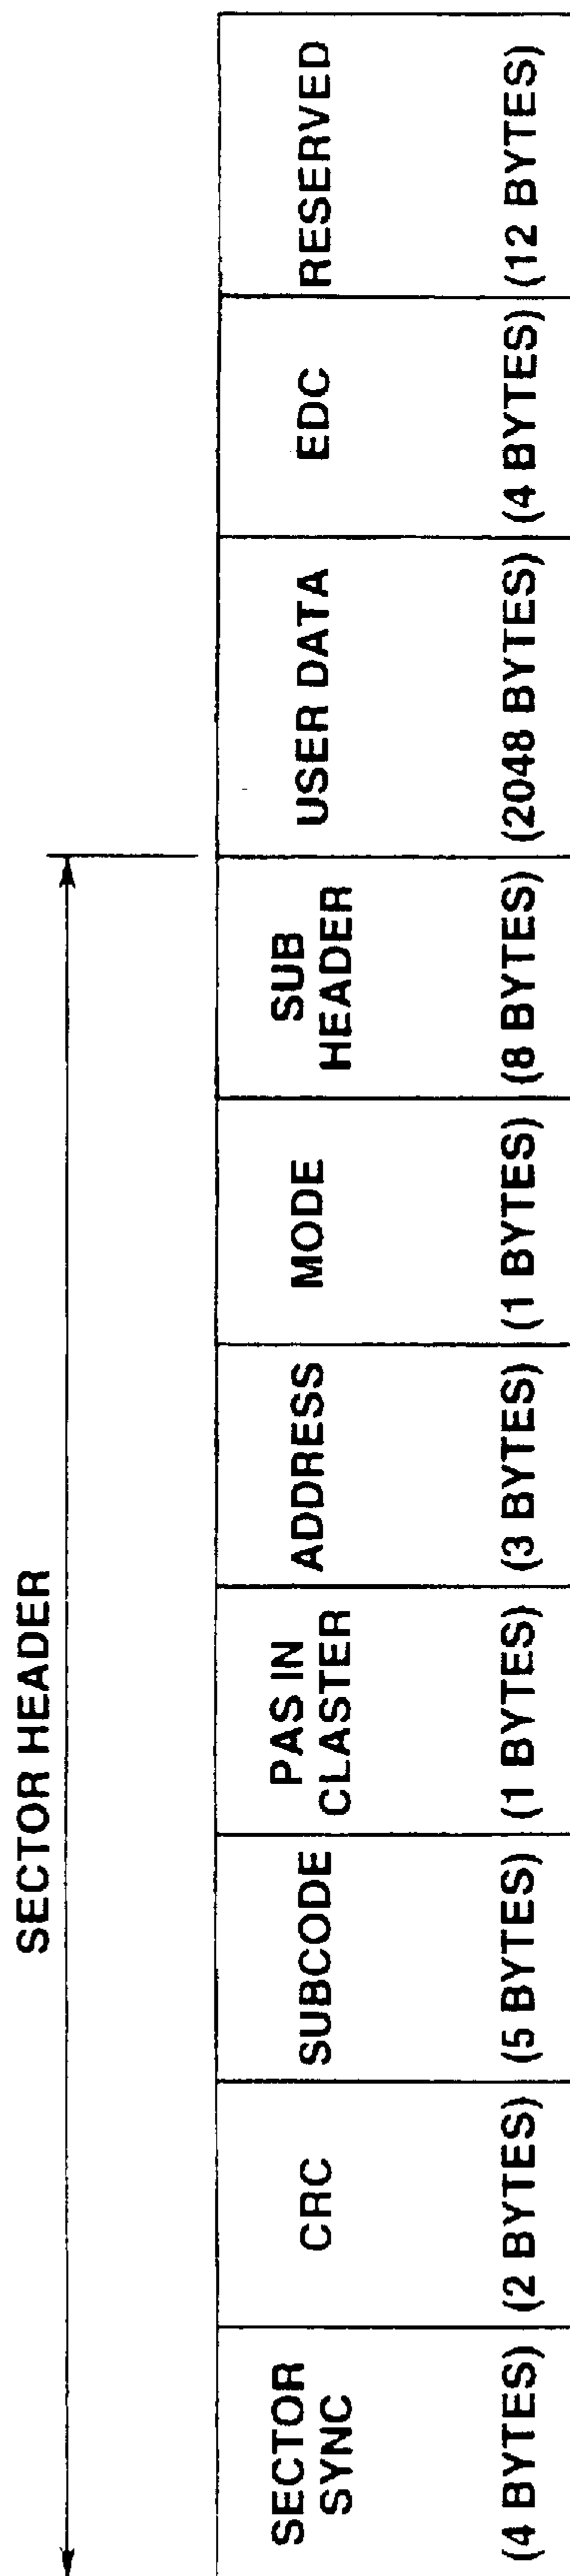 SECTOR HEADER
SECTOR
SYNC
(4 BYTES)
CRC
(2 BYTES)
SUBCODE
(5 BYTES)
PAS IN
CLASTER
(1 BYTES)
ADDRESS
(3 BYTES)
MODE
(1 BYTES)
SUB
HEADER
(8 BYTES)
USER DATA
(2048 BYTES)
EDC
(4 BYTES)
RESERVED
(12 BYTES)